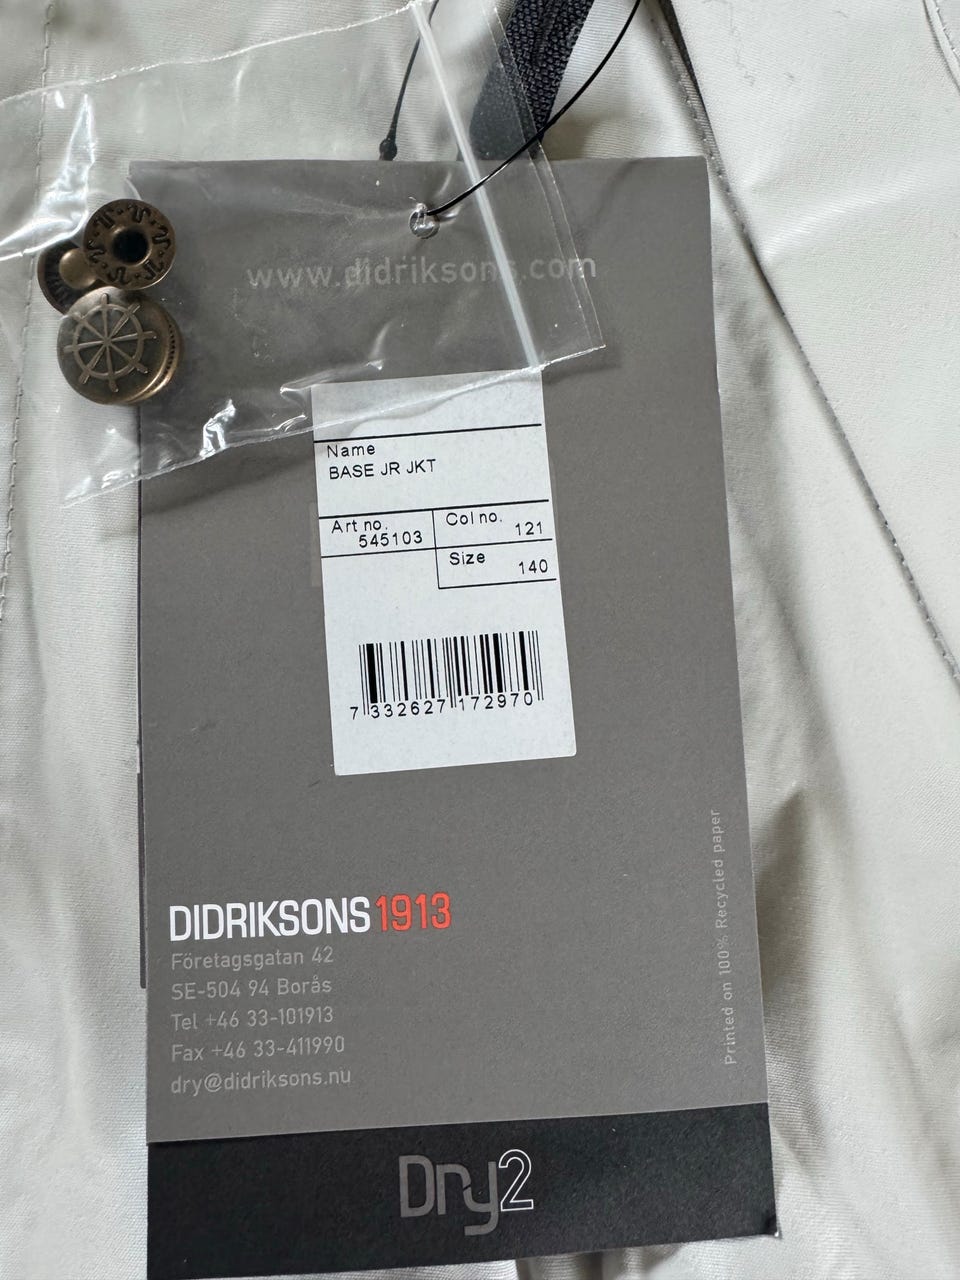 www.didriksons.com
Name
BASE JR JKT
Art no. Col no.
545103 121
Size
140
7 332627 172970
DIDRIKSONS1913
Företagsgatan 42
SE-504 94 Borås
Tel +46 33-101913
Fax +46 33-411990
dry@didriksons.nu
Printed on 100% Recycled paper
Dry2